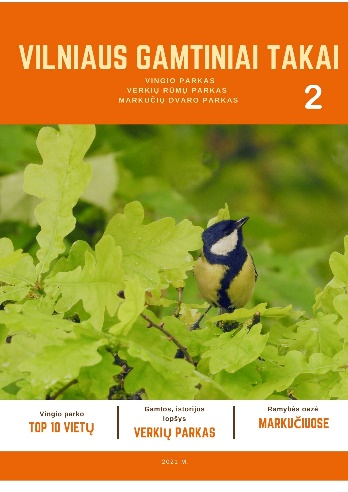 VILNIAUS GAMTINIAI TAKAI
VINGIO PARKAS
VERKIŲ RŪMŲ PARKAS
MARKUČIŲ DVARO PARKAS
2
Vingio parko
TOP 10 VIETŲ
Gamtos, istorijos
lopšys
VERKIŲ PARKAS
Ramybės oazė
MARKUČIUOSE
2021 M.